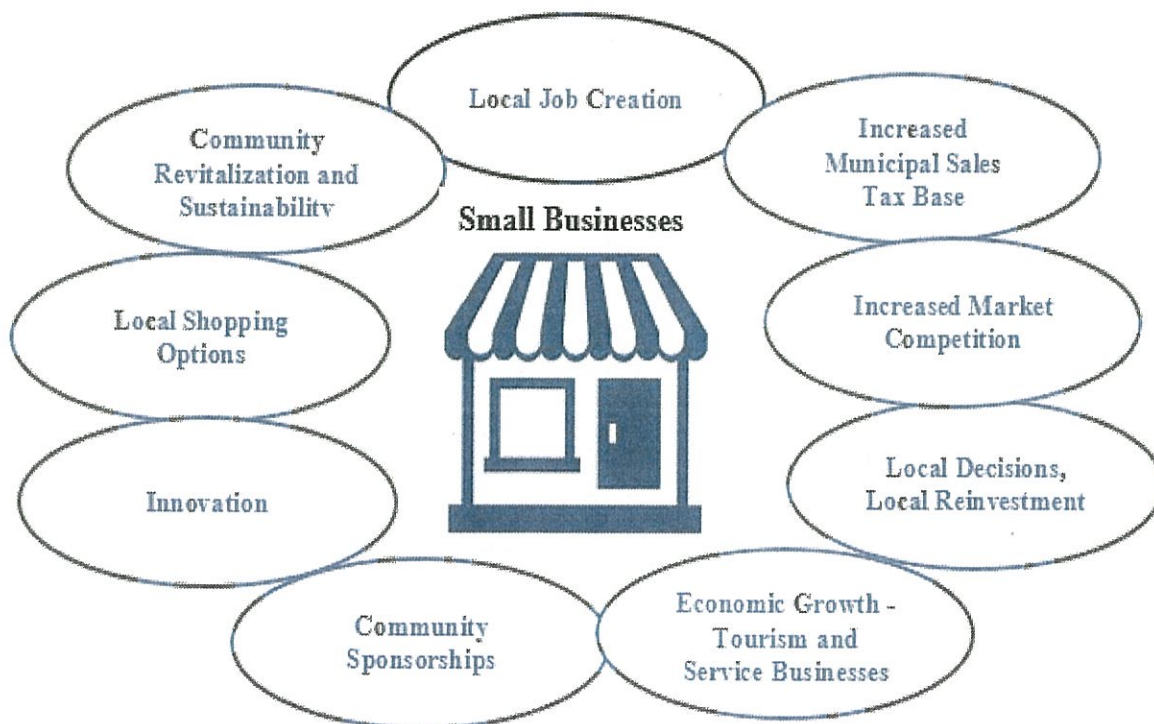 Local Job Creation
Increased
Municipal Sales
Tax Base
Increased Market
Competition
Local Decisions,
Local Reinvestment
Economic Growth -
Tourism and
Service Businesses
Community
Sponsorships
Innovation
Local Shopping
Options
Community
Revitalization and
Sustainability
Small Businesses